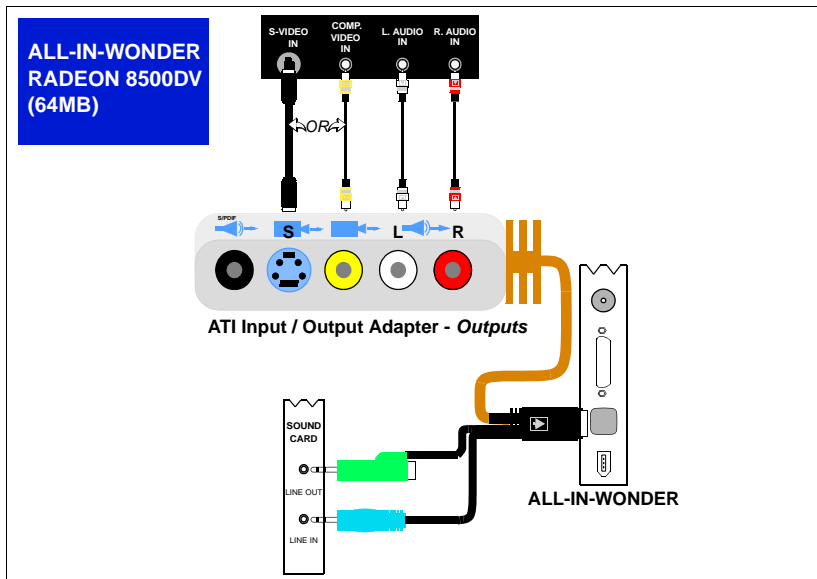 ALL-IN-WONDER
RADEON 8500DV
(64MB)
S-VIDEO
IN
COMP.
VIDEO
IN
L. AUDIO
IN
R. AUDIO
IN
OR
S/PDIF
S
L
R
ATI Input / Output Adapter - Outputs
SOUND
CARD
LINE OUT
LINE IN
ALL-IN-WONDER